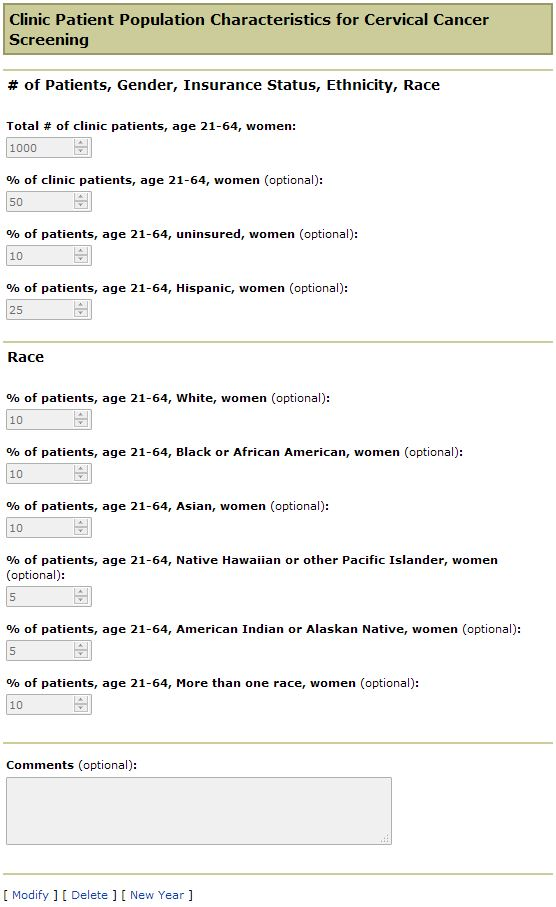 Clinic Patient Population Characteristics for Cervical Cancer
Screening
# of Patients, Gender, Insurance Status, Ethnicity, Race
Total # of clinic patients, age 21-64, women:
1000
% of clinic patients, age 21-64, women (optional):
50
% of patients, age 21-64, uninsured, women (optional):
10
% of patients, age 21-64, Hispanic, women (optional):
25
Race
% of patients, age 21-64, White, women (optional):
10
% of patients, age 21-64, Black or African American, women (optional):
10
% of patients, age 21-64, Asian, women (optional):
10
% of patients, age 21-64, Native Hawaiian or other Pacific Islander, women
(optional):
5
% of patients, age 21-64, American Indian or Alaskan Native, women (optional):
5
% of patients, age 21-64, More than one race, women (optional):
10
Comments (optional):
[ Modify ] [ Delete ] [ New Year ]